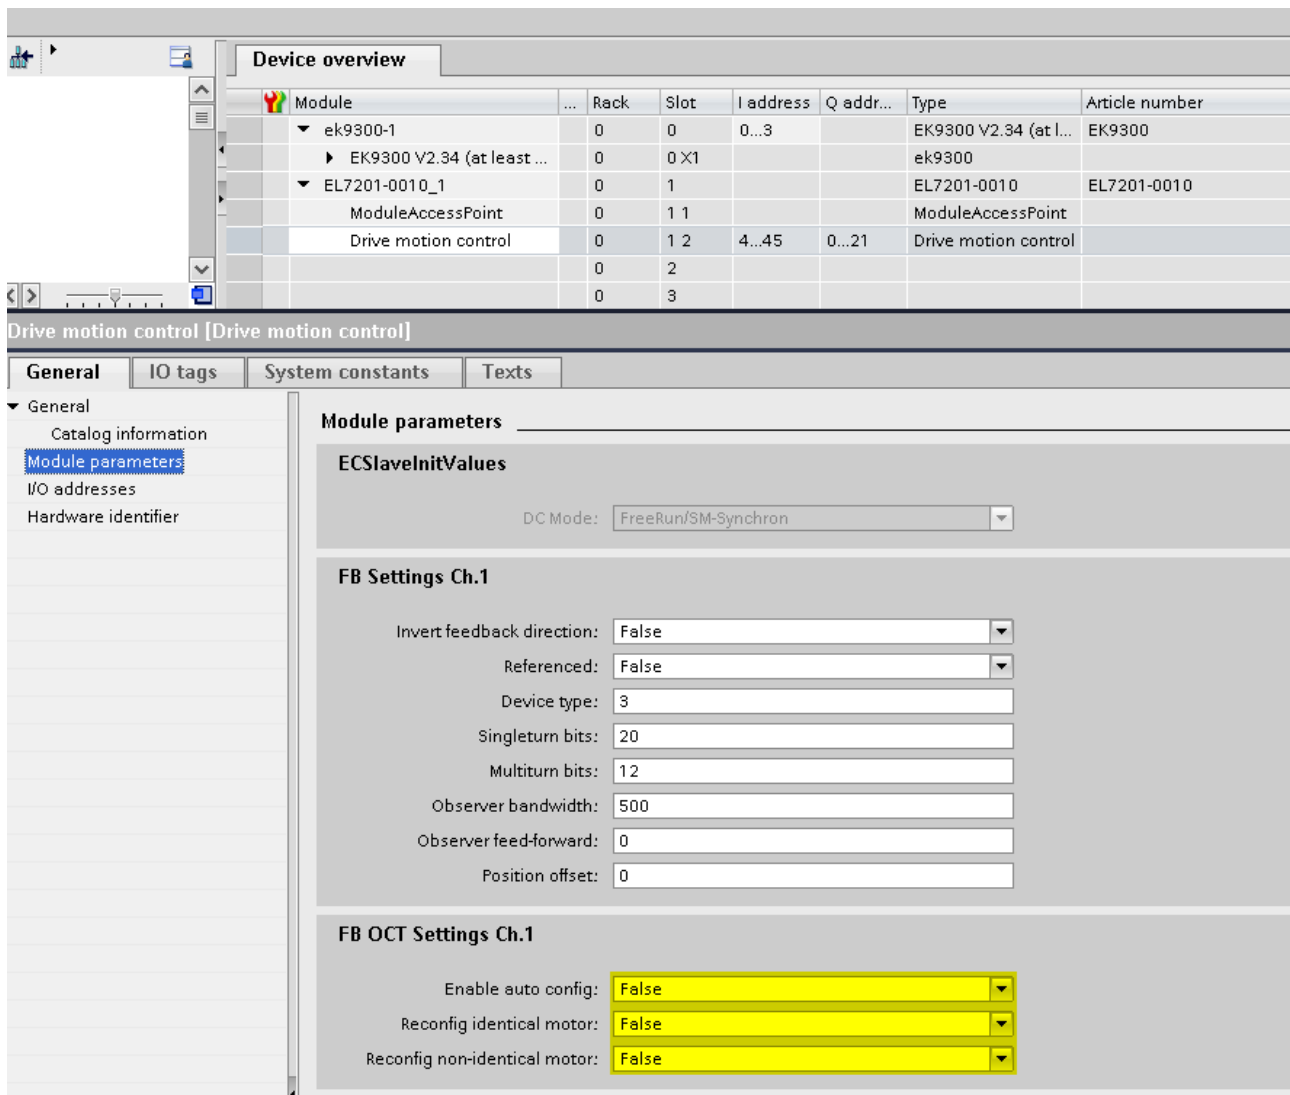 Device overview
Module ... Rack Slot I address Q addr... Type Article number
ek9300-1 0 0 0...3 EK9300 V2.34 (at l... EK9300
EK9300 V2.34 (at least ... 0 0 X1 ek9300
EL7201-0010_1 0 1 EL7201-0010 EL7201-0010
ModuleAccessPoint 0 1 1 ModuleAccessPoint
Drive motion control 0 1 2 4...45 0...21 Drive motion control
0 2
0 3
Drive motion control [Drive motion control]
General IO tags System constants Texts
General
Catalog information
Module parameters
I/O addresses
Hardware identifier
Module parameters
ECSlaveInitValues
DC Mode: FreeRun/SM-Synchron
FB Settings Ch.1
Invert feedback direction: False
Referenced: False
Device type: 3
Singleturn bits: 20
Multiturn bits: 12
Observer bandwidth: 500
Observer feed-forward: 0
Position offset: 0
FB OCT Settings Ch.1
Enable auto config: False
Reconfig identical motor: False
Reconfig non-identical motor: False